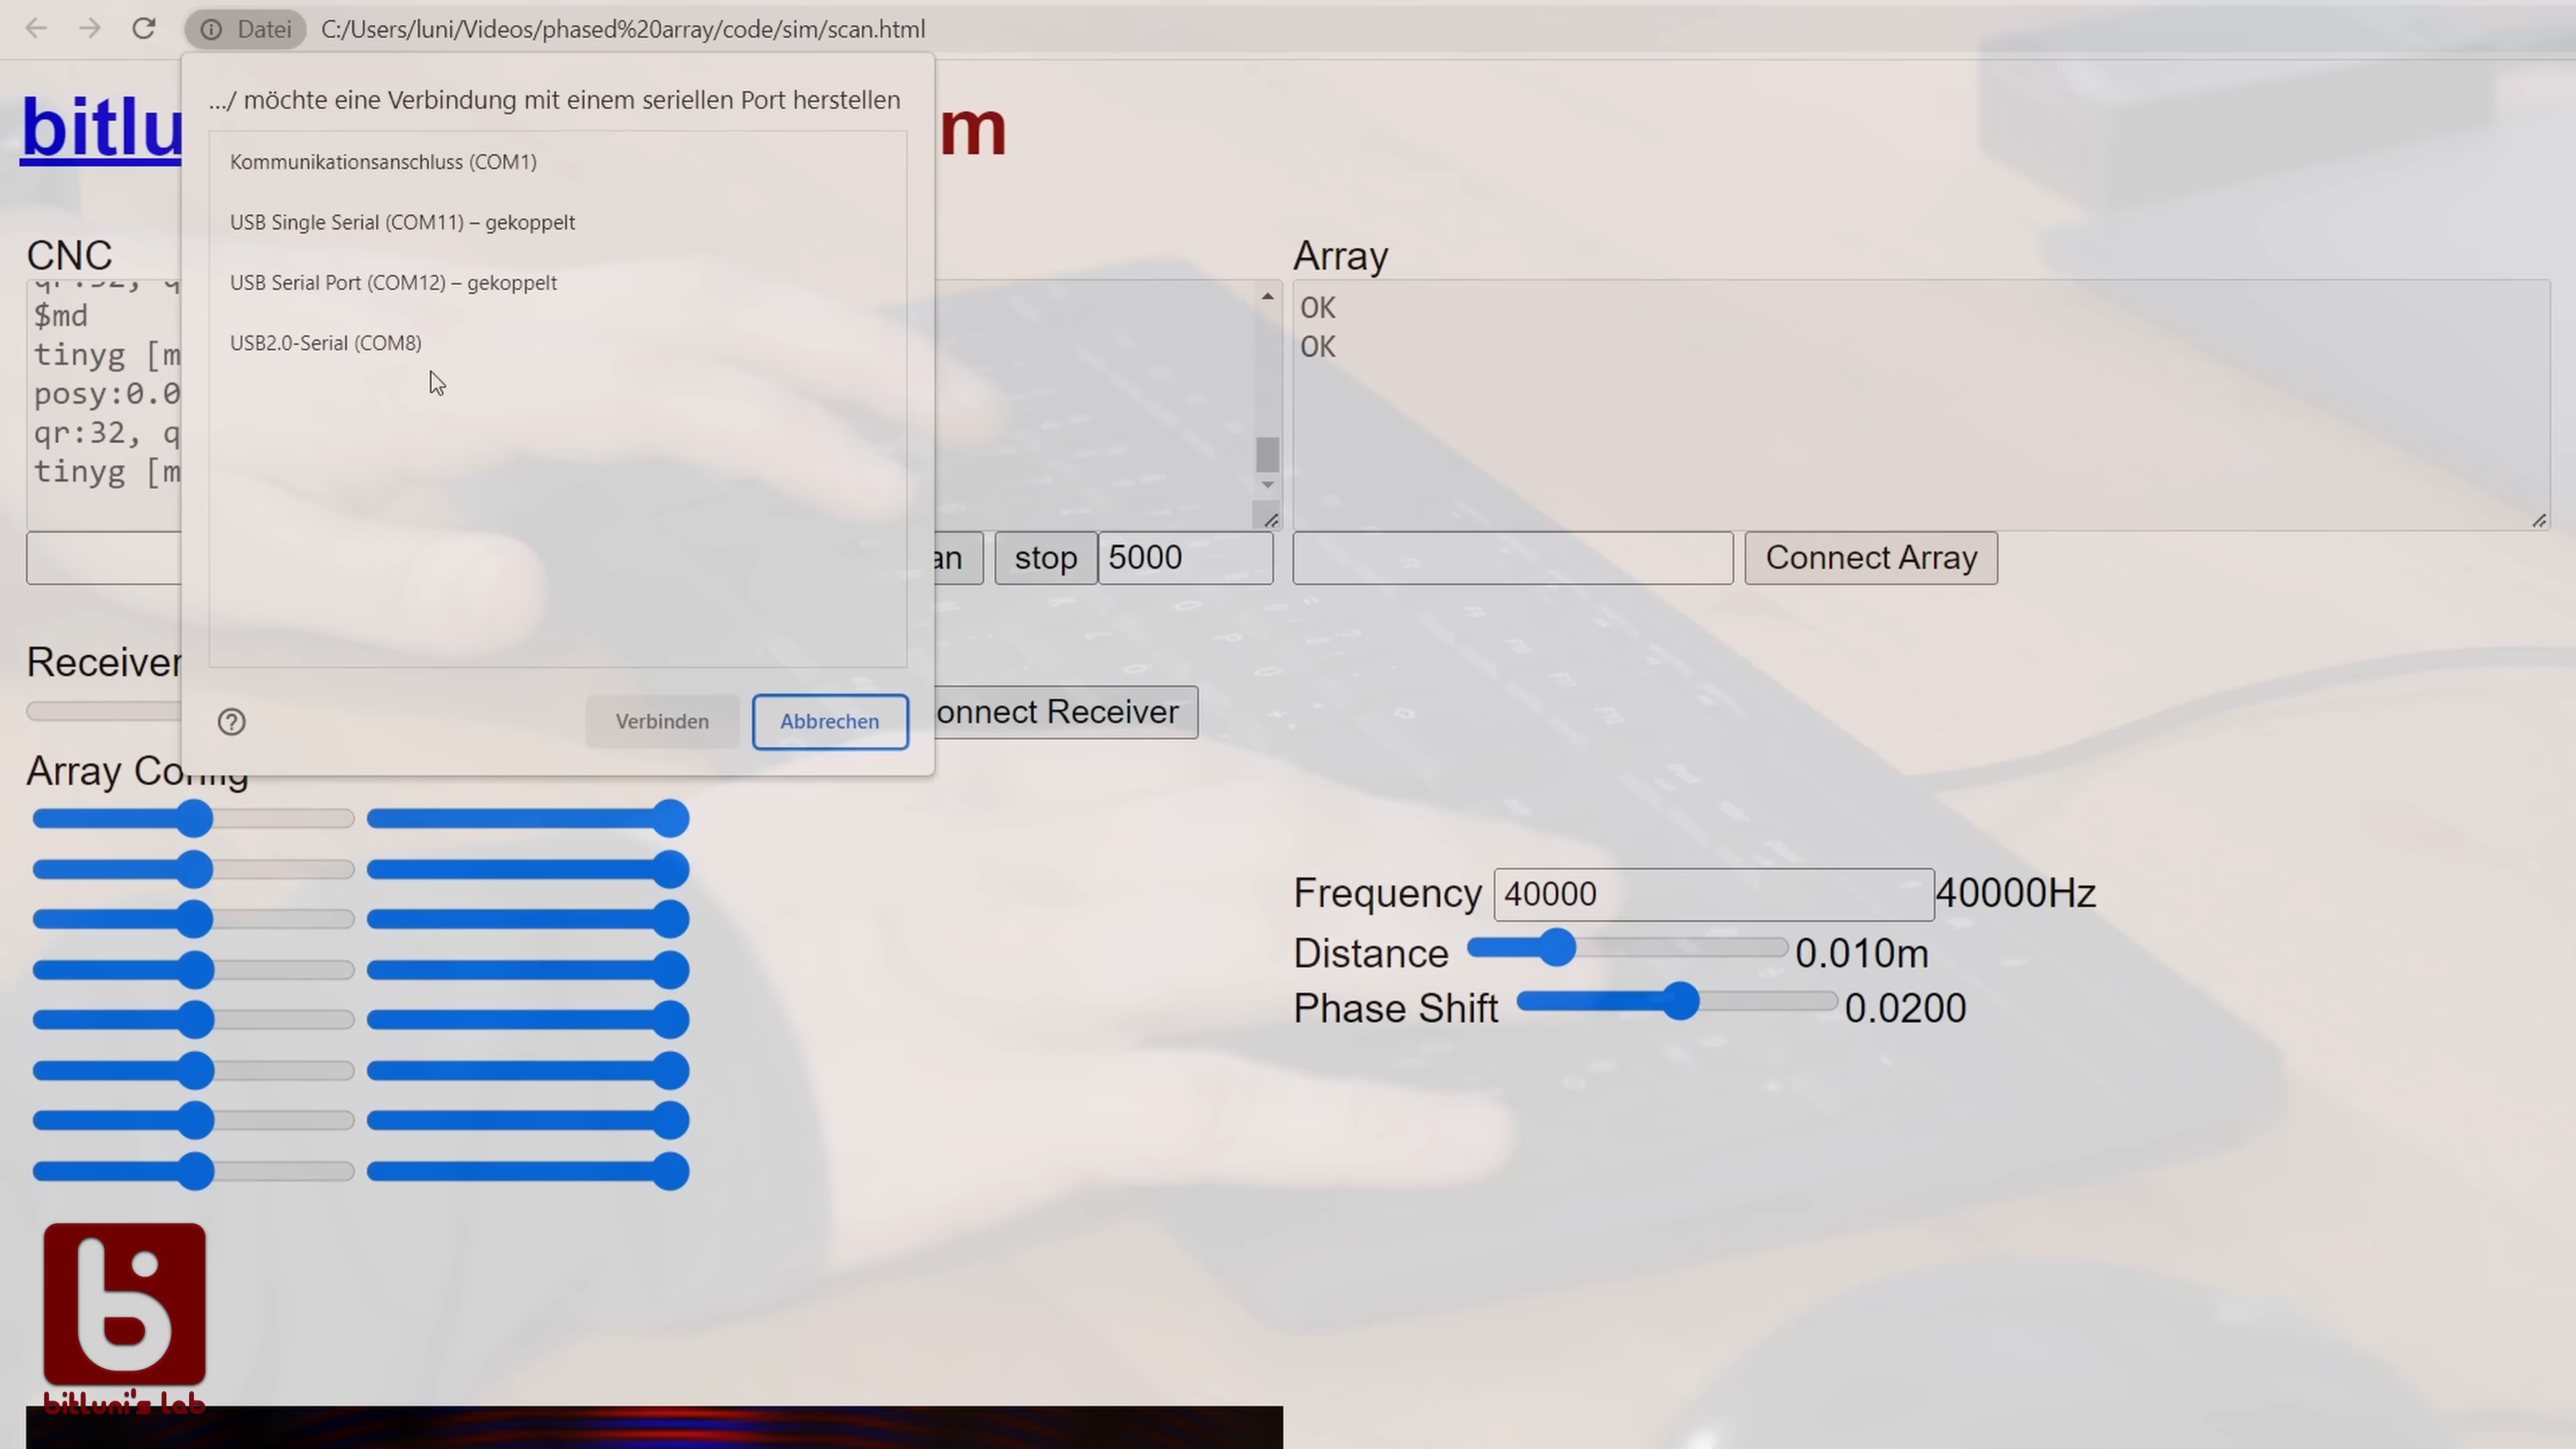 Datei C:/Users/luni/Videos/phased%20array/code/sim/scan.html
.../ möchte eine Verbindung mit einem seriellen Port herstellen
Kommunikationsanschluss (COM1)
USB Single Serial (COM11) – gekoppelt
USB Serial Port (COM12) – gekoppelt
USB2.0-Serial (COM8)
Verbinden Abbrechen
bitlu m
CNC
$md
tinyg [m
posy:0.0
qr:32, q
tinyg [m
an stop 5000
Array
OK
OK
Connect Array
Receiver
onnect Receiver
Array Config
Frequency 40000 40000Hz
Distance 0.010m
Phase Shift 0.0200
bitluni's lab